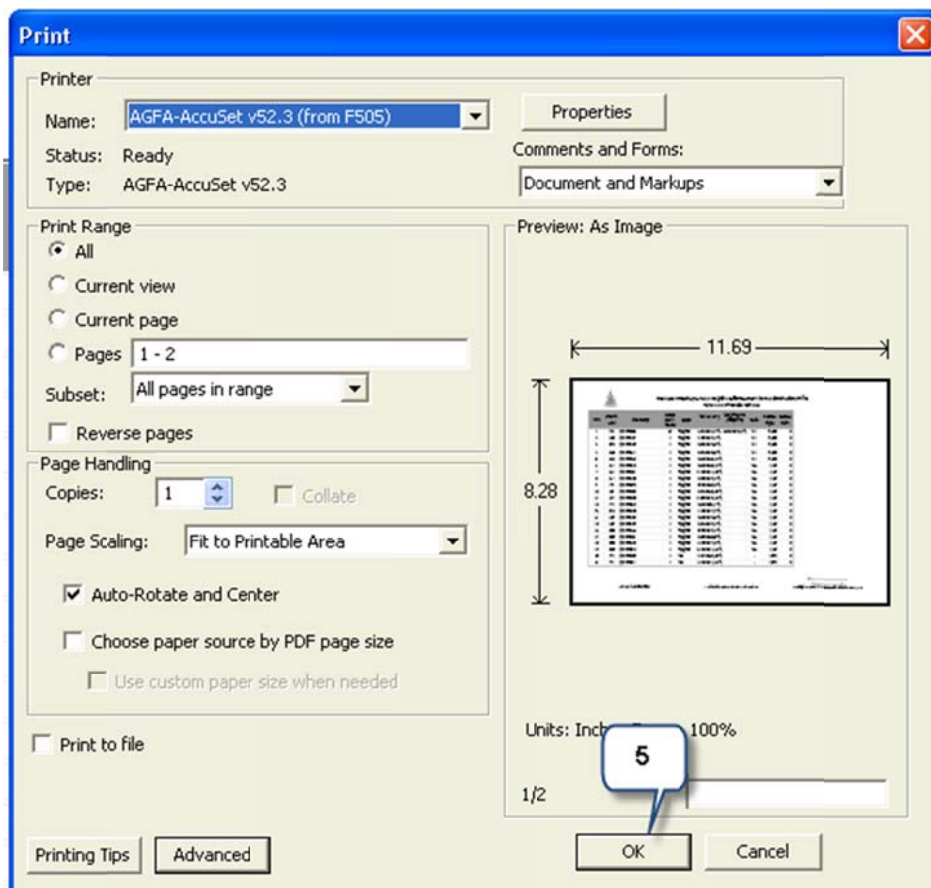 Print
Printer
Name: AGFA-AccuSet v52.3 (from F505)
Properties
Status: Ready
Comments and Forms:
Type: AGFA-AccuSet v52.3
Document and Markups
Print Range
All
Current view
Current page
Pages 1 - 2
Subset: All pages in range
Reverse pages
Page Handling
Copies: 1 Collate
Page Scaling: Fit to Printable Area
Auto-Rotate and Center
Choose paper source by PDF page size
Use custom paper size when needed
Print to file
Preview: As Image
11.69
8.28
Units: 100%
5
1/2
Printing Tips
Advanced
OK
Cancel